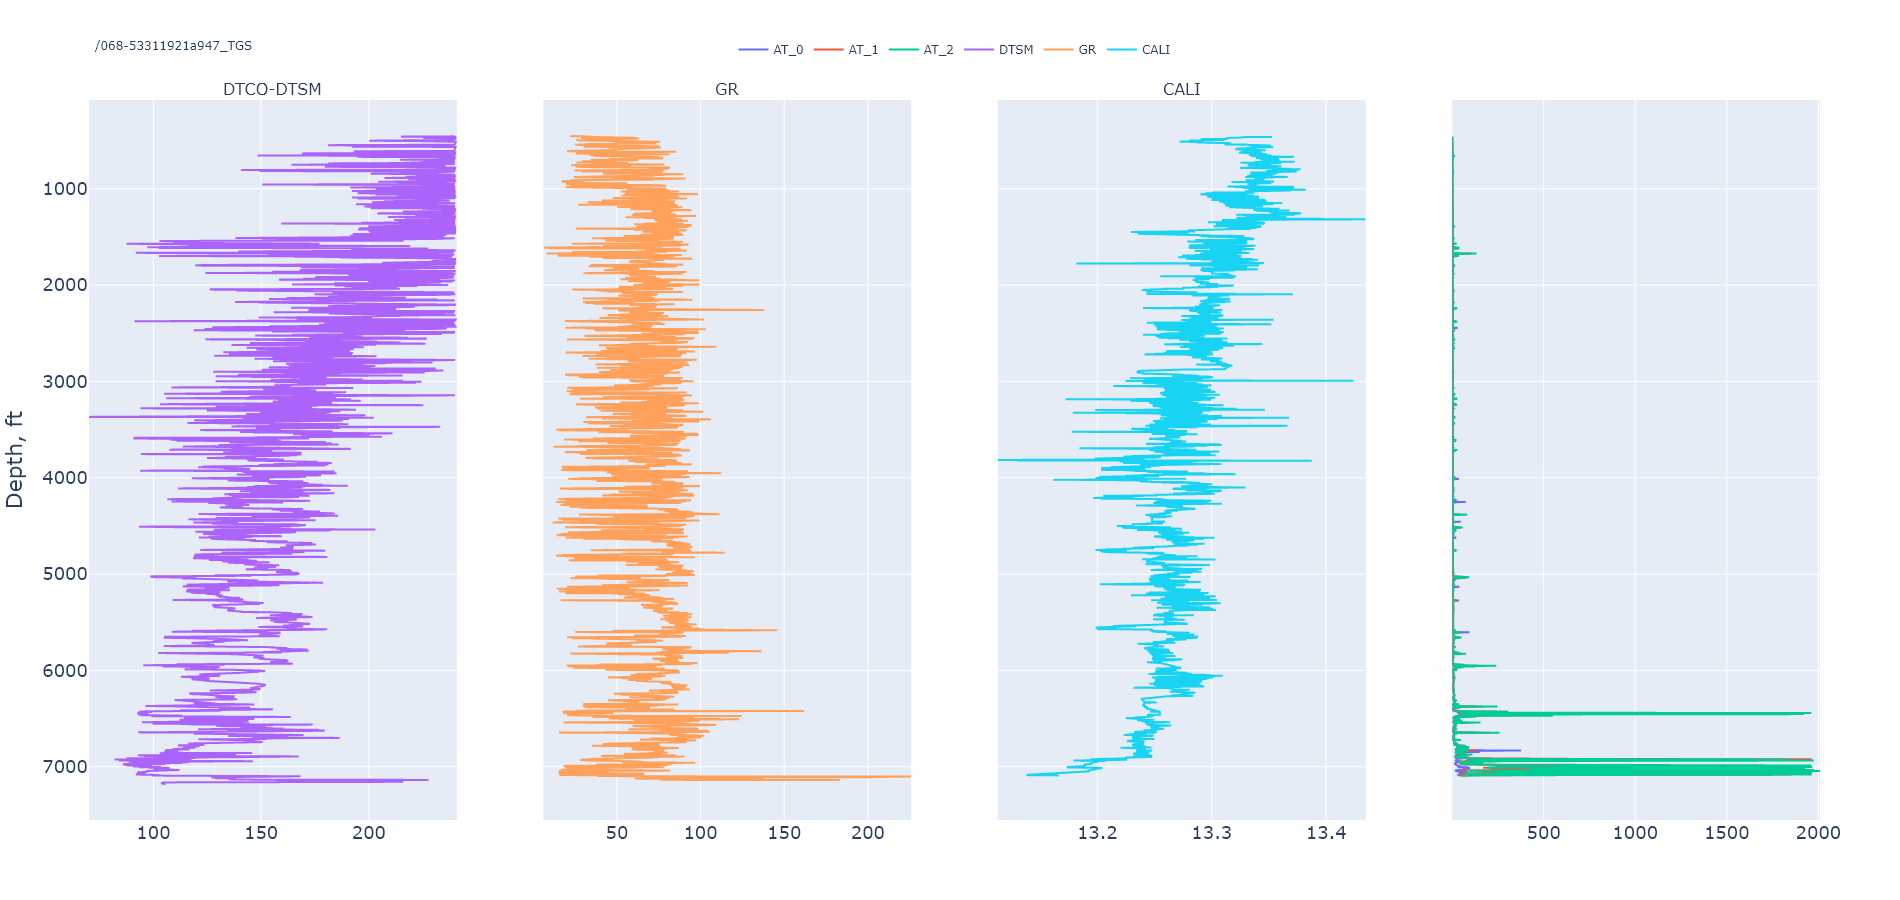 /068-53311921a947_TGS
AT_0 AT_1 AT_2 DTSM GR CALI
DTCO-DTSM GR CALI
Depth, ft
1000
2000
3000
4000
5000
6000
7000
100 150 200
50 100 150 200
13.2 13.3 13.4
500 1000 1500 2000